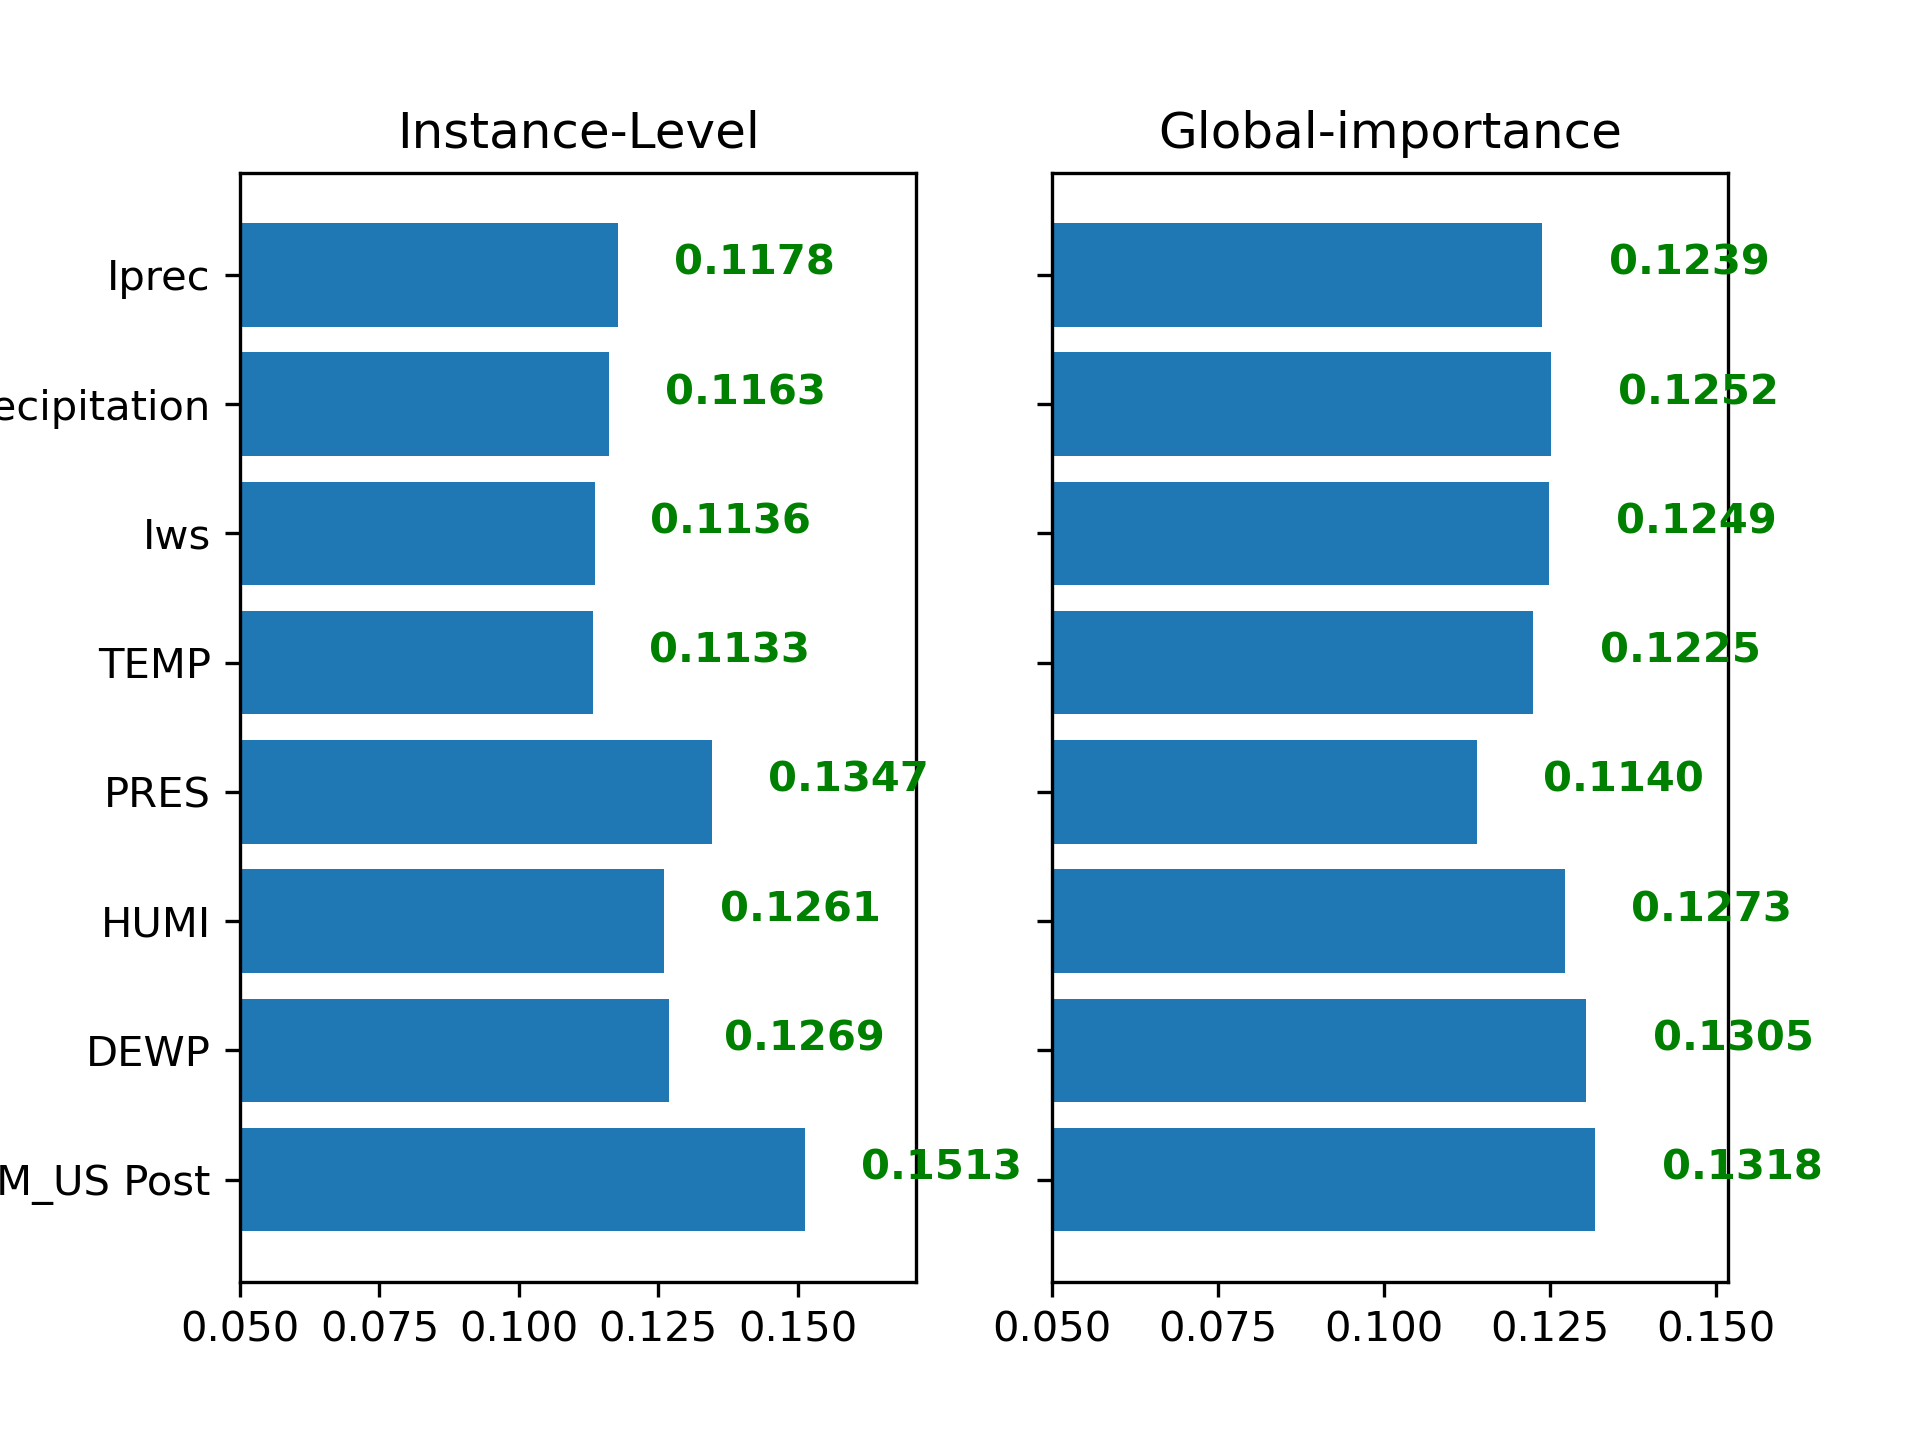 Instance-Level
Global-importance
Iprec
0.1178
0.1239
ecipitation
0.1163
0.1252
Iws
0.1136
0.1249
TEMP
0.1133
0.1225
PRES
0.1347
0.1140
HUMI
0.1261
0.1273
DEWP
0.1269
0.1305
M_US Post
0.1513
0.1318
0.050 0.075 0.100 0.125 0.150
0.050 0.075 0.100 0.125 0.150